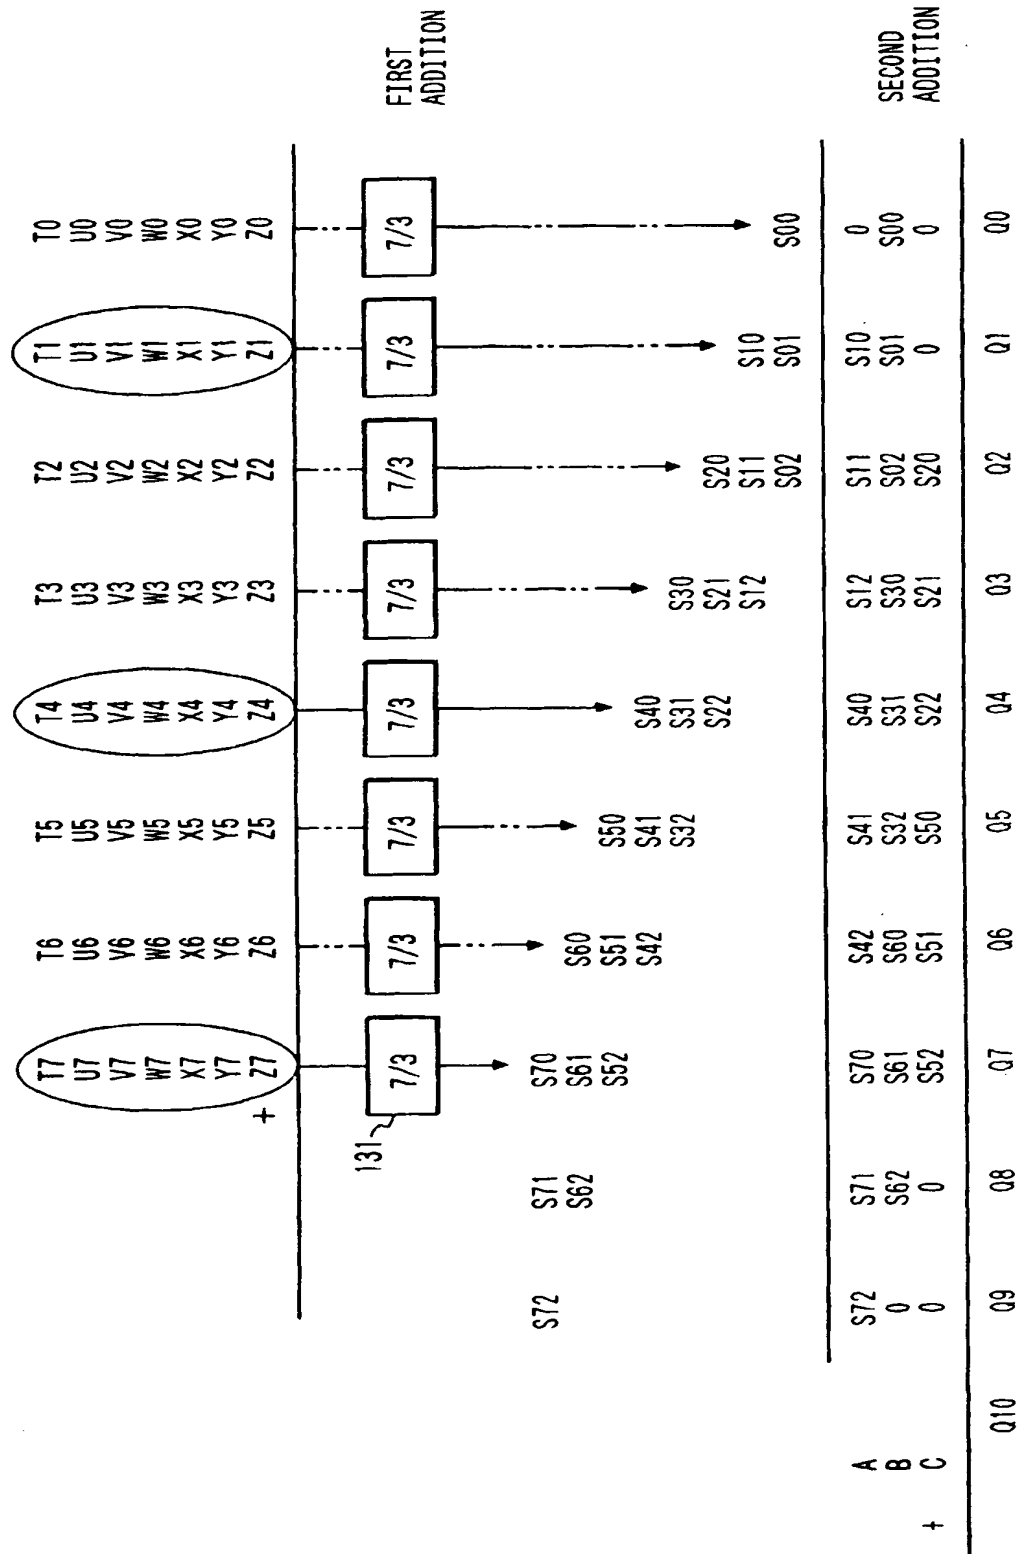 T7 T6 T5 T4 T3 T2 T1 T0
U7 U6 U5 U4 U3 U2 U1 U0
V7 V6 V5 V4 V3 V2 V1 V0
W7 W6 W5 W4 W3 W2 W1 W0
X7 X6 X5 X4 X3 X2 X1 X0
Y7 Y6 Y5 Y4 Y3 Y2 Y1 Y0
+ Z7 Z6 Z5 Z4 Z3 Z2 Z1 Z0
131
7/3 7/3 7/3 7/3 7/3 7/3 7/3 7/3
FIRST
ADDITION
S72 S71 S70
S62 S61 S60
S52 S51 S50
S42 S41 S40
S32 S31 S30
S22 S21 S20
S12 S11 S10
S02 S01 S00
A S72 S71 S70 S42 S41 S40 S12 S11 S10 0
B 0 S62 S61 S60 S32 S31 S30 S02 S01 S00
+ C 0 0 S52 S51 S50 S22 S21 S20 0 0
SECOND
ADDITION
Q10 Q9 Q8 Q7 Q6 Q5 Q4 Q3 Q2 Q1 Q0